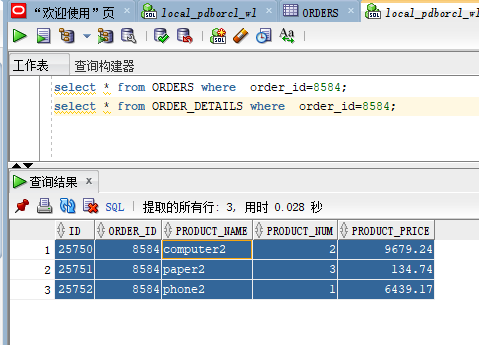 “欢迎使用”页 local_pdborcl_wl ORDERS local_pdborcl_wl
工作表 查询构建器
select * from ORDERS where order_id=8584;
select * from ORDER_DETAILS where order_id=8584;
查询结果 x
SQL | 提取的所有行: 3, 用时 0.028 秒
ID ORDER_ID PRODUCT_NAME PRODUCT_NUM PRODUCT_PRICE
1 25750 8584 computer2 2 9679.24
2 25751 8584 paper2 3 134.74
3 25752 8584 phone2 1 6439.17